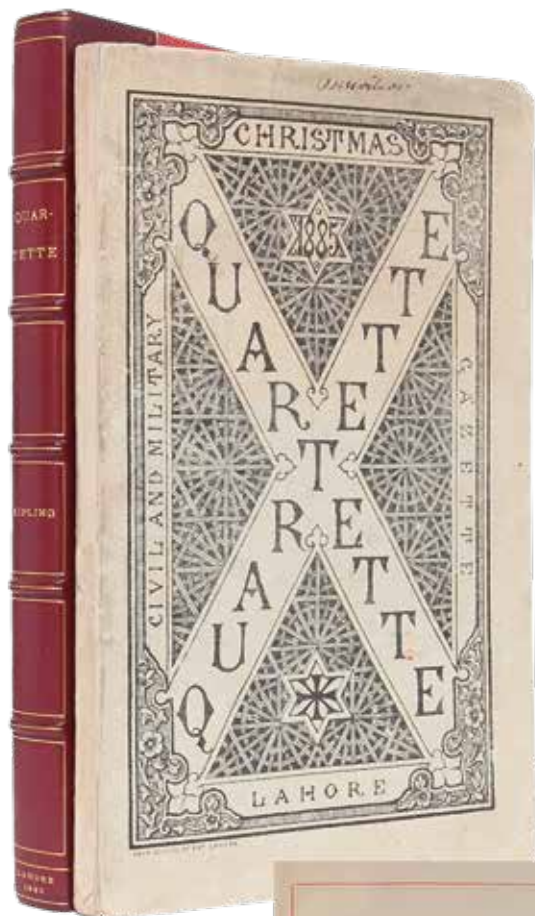 QUAR-
TETTE
KIPLING
LAHORE
1885
CHRISTMAS
1885
QUARTETTE
QUARTETTE
CIVIL AND MILITARY
GAZETTE
LAHORE